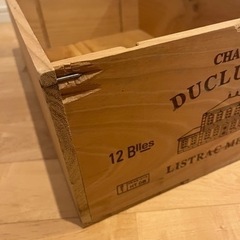 CHA
DUCLU
12 Blles
LISTRAC-ME